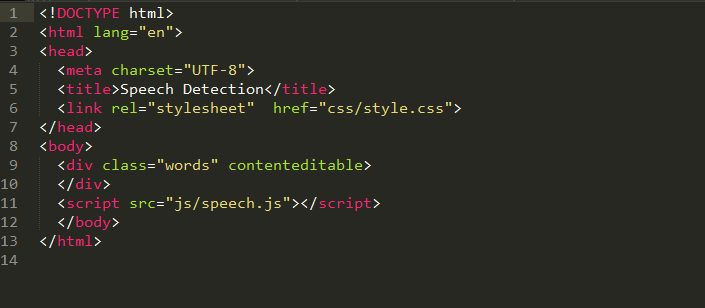 1 <!DOCTYPE html>
2 <html lang="en">
3 <head>
4   <meta charset="UTF-8">
5   <title>Speech Detection</title>
6   <link rel="stylesheet"  href="css/style.css">
7 </head>
8 <body>
9   <div class="words" contenteditable>
10   </div>
11   <script src="js/speech.js"></script>
12   </body>
13 </html>
14